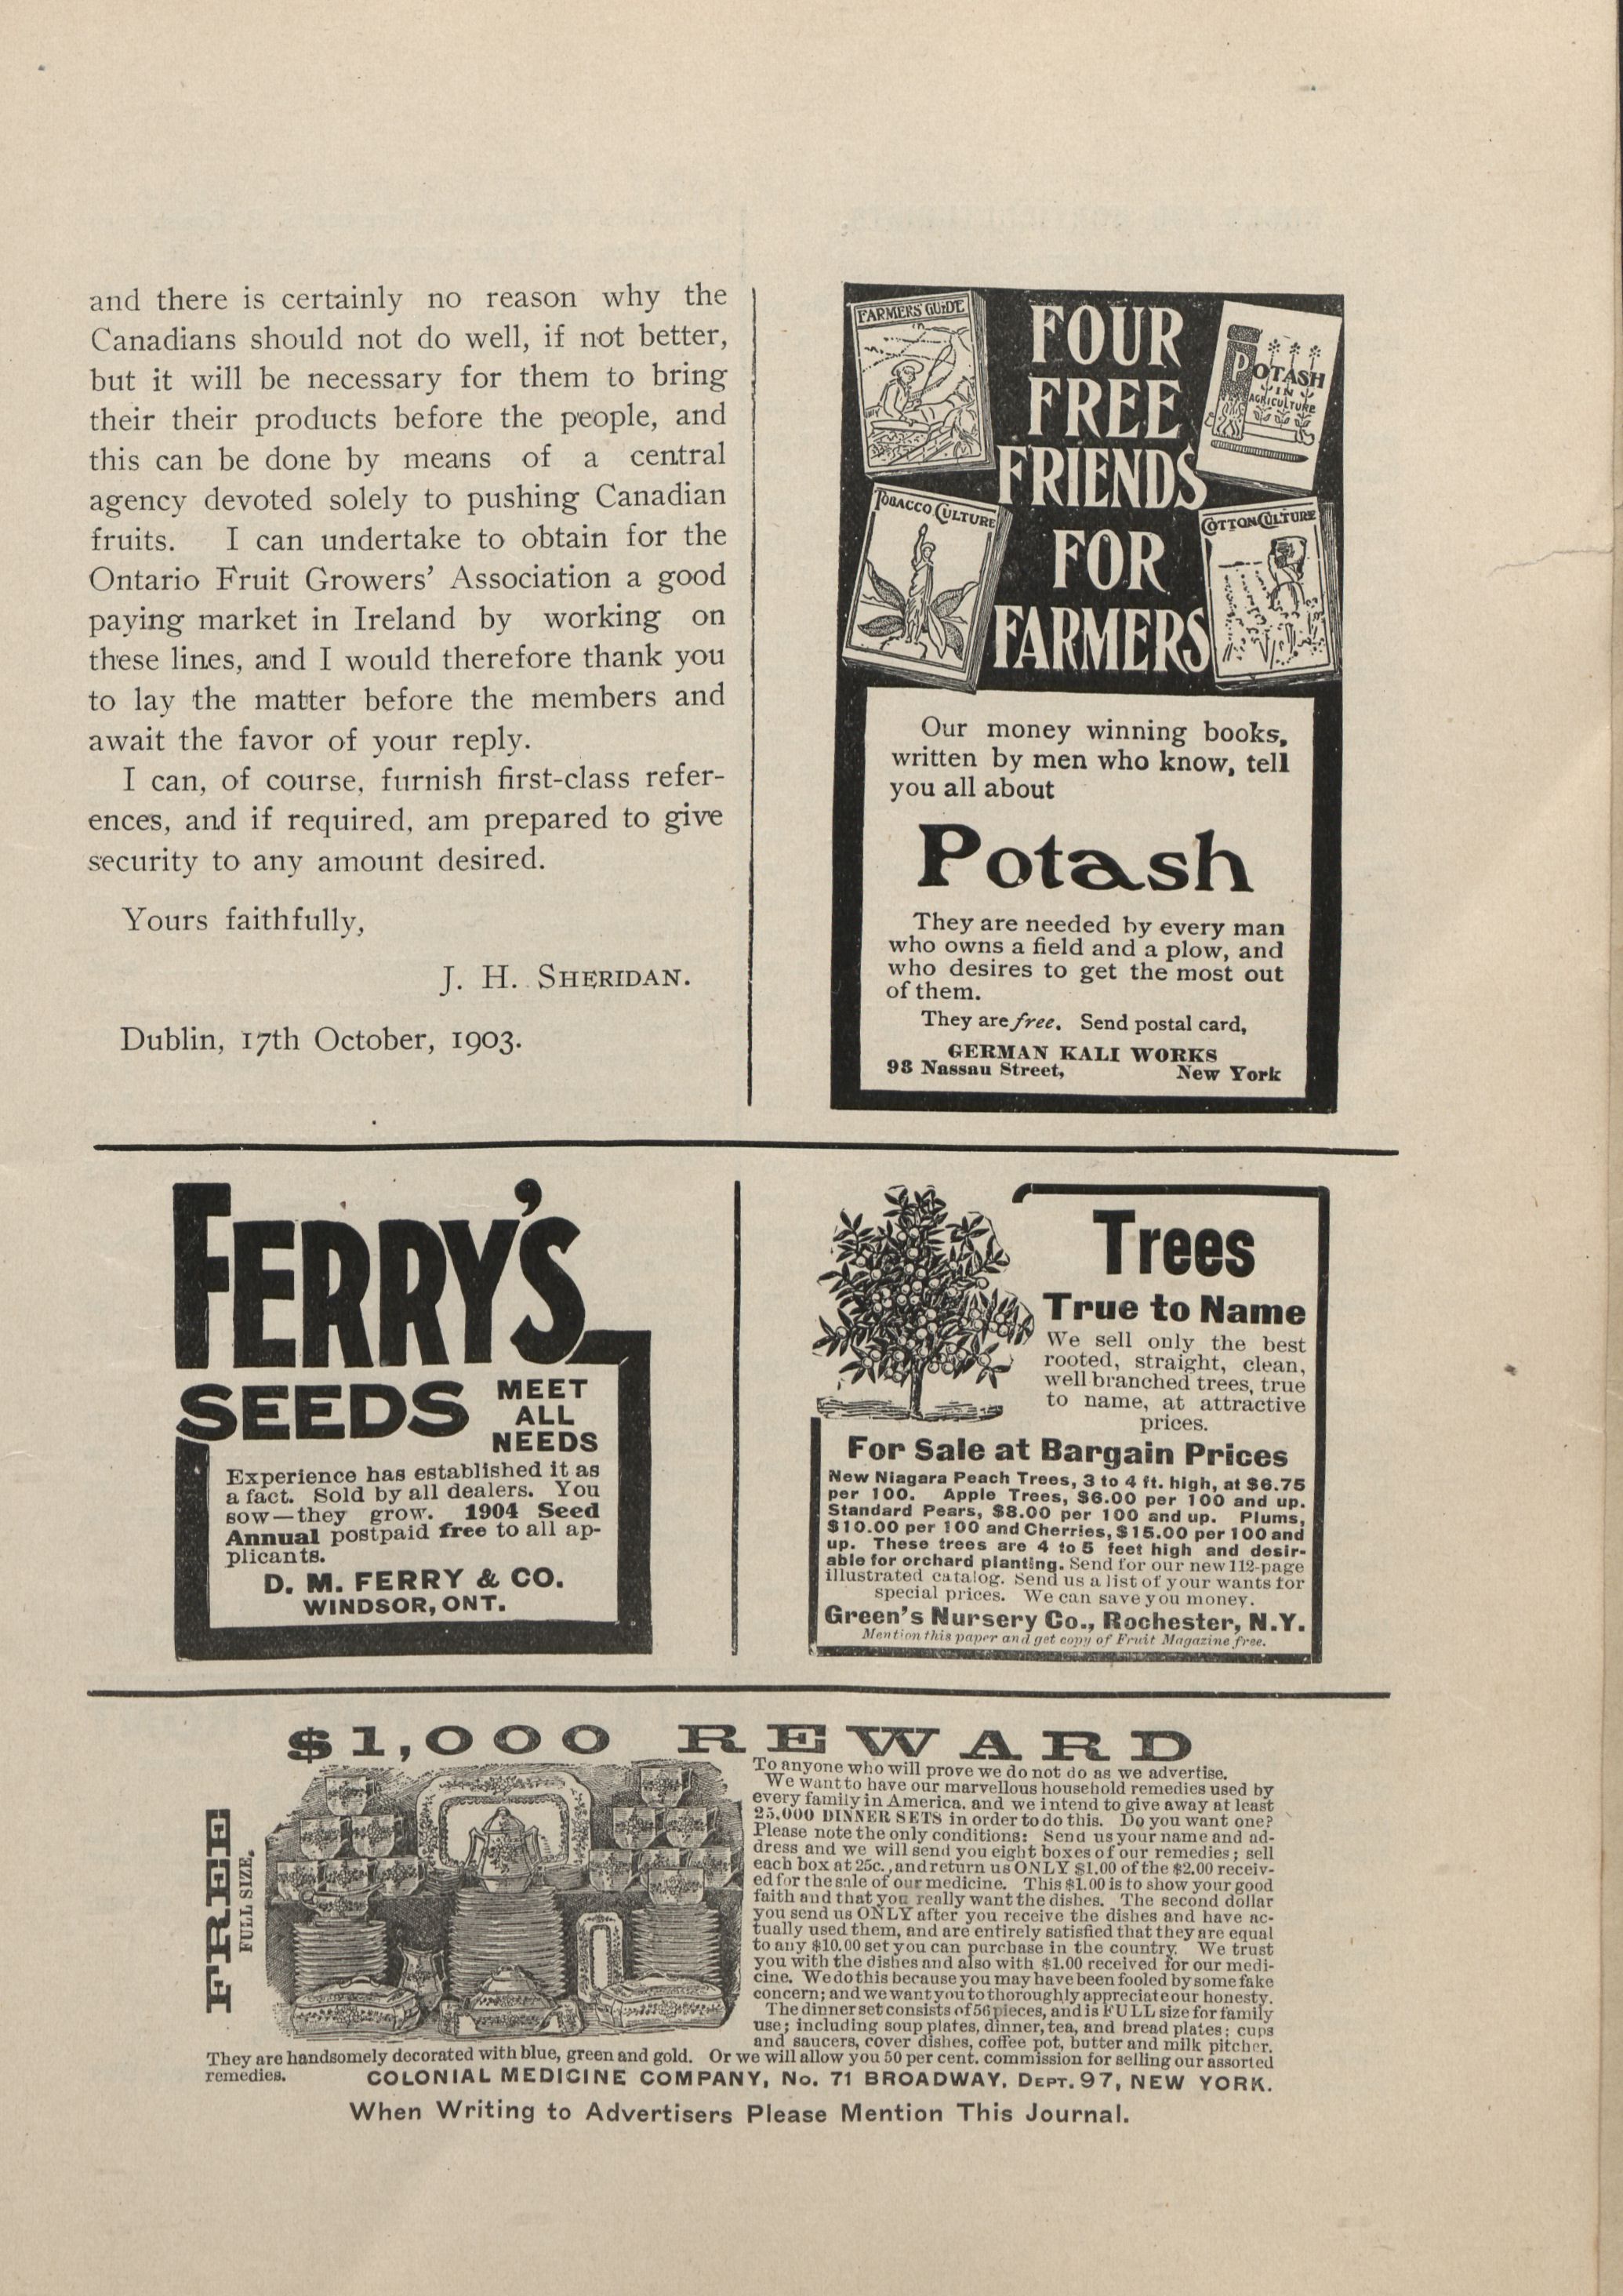 and there is certainly no reason why the
Canadians should not do well, if not better,
but it will be necessary for them to bring
their their products before the people, and
this can be done by means of a central
agency devoted solely to pushing Canadian
fruits. I can undertake to obtain for the
Ontario Fruit Growers' Association a good
paying market in Ireland by working on
these lines, and I would therefore thank you
to lay the matter before the members and
await the favor of your reply.
I can, of course, furnish first-class refer-
ences, and if required, am prepared to give
security to any amount desired.
Yours faithfully,
J. H. SHERIDAN.
Dublin, 17th October, 1903.
FARMERS' GUIDE
FOUR
FREE
FRIENDS
FOR
FARMERS
POTASH
IN
AGRICULTURE
TOBACCO CULTURE
COTTON CULTURE
Our money winning books,
written by men who know, tell
you all about
Potash
They are needed by every man
who owns a field and a plow, and
who desires to get the most out
of them.
They are free. Send postal card,
GERMAN KALI WORKS
93 Nassau Street, New York
FERRY'S
SEEDS
MEET
ALL
NEEDS
Experience has established it as
a fact. Sold by all dealers. You
sow—they grow. 1904 Seed
Annual postpaid free to all ap-
plicants.
D. M. FERRY & CO.
WINDSOR, ONT.
Trees
True to Name
We sell only the best
rooted, straight, clean,
well branched trees, true
to name, at attractive
prices.
For Sale at Bargain Prices
New Niagara Peach Trees, 3 to 4 ft. high, at $6.75
per 100. Apple Trees, $6.00 per 100 and up.
Standard Pears, $8.00 per 100 and up. Plums,
$10.00 per 100 and Cherries, $15.00 per 100 and
up. These trees are 4 to 5 feet high and desir-
able for orchard planting. Send for our new 112-page
illustrated catalog. Send us a list of your wants for
special prices. We can save you money.
Green's Nursery Co., Rochester, N.Y.
Mention this paper and get copy of Fruit Magazine free.
$1,000 REWARD
FREE
FULL SIZE.
To anyone who will prove we do not do as we advertise.
We want to have our marvellous household remedies used by
every family in America, and we intend to give away at least
25,000 DINNER SETS in order to do this. Do you want one?
Please note the only conditions: Send us your name and ad-
dress and we will send you eight boxes of our remedies; sell
each box at 25c., and return us ONLY $1.00 of the $2.00 receiv-
ed for the sale of our medicine. This $1.00 is to show your good
faith and that you really want the dishes. The second dollar
you send us ONLY after you receive the dishes and have ac-
tually used them, and are entirely satisfied that they are equal
to any $10.00 set you can purchase in the country. We trust
you with the dishes and also with $1.00 received for our medi-
cine. We do this because you may have been fooled by some fake
concern; and we want you to thoroughly appreciate our honesty.
The dinner set consists of 56 pieces, and is FULL size for family
use; including soup plates, dinner, tea, and bread plates; cups
and saucers, cover dishes, coffee pot, butter and milk pitcher.
They are handsomely decorated with blue, green and gold. Or we will allow you 50 per cent. commission for selling our assorted
remedies. COLONIAL MEDICINE COMPANY, No. 71 BROADWAY, DEPT. 97, NEW YORK.
When Writing to Advertisers Please Mention This Journal.